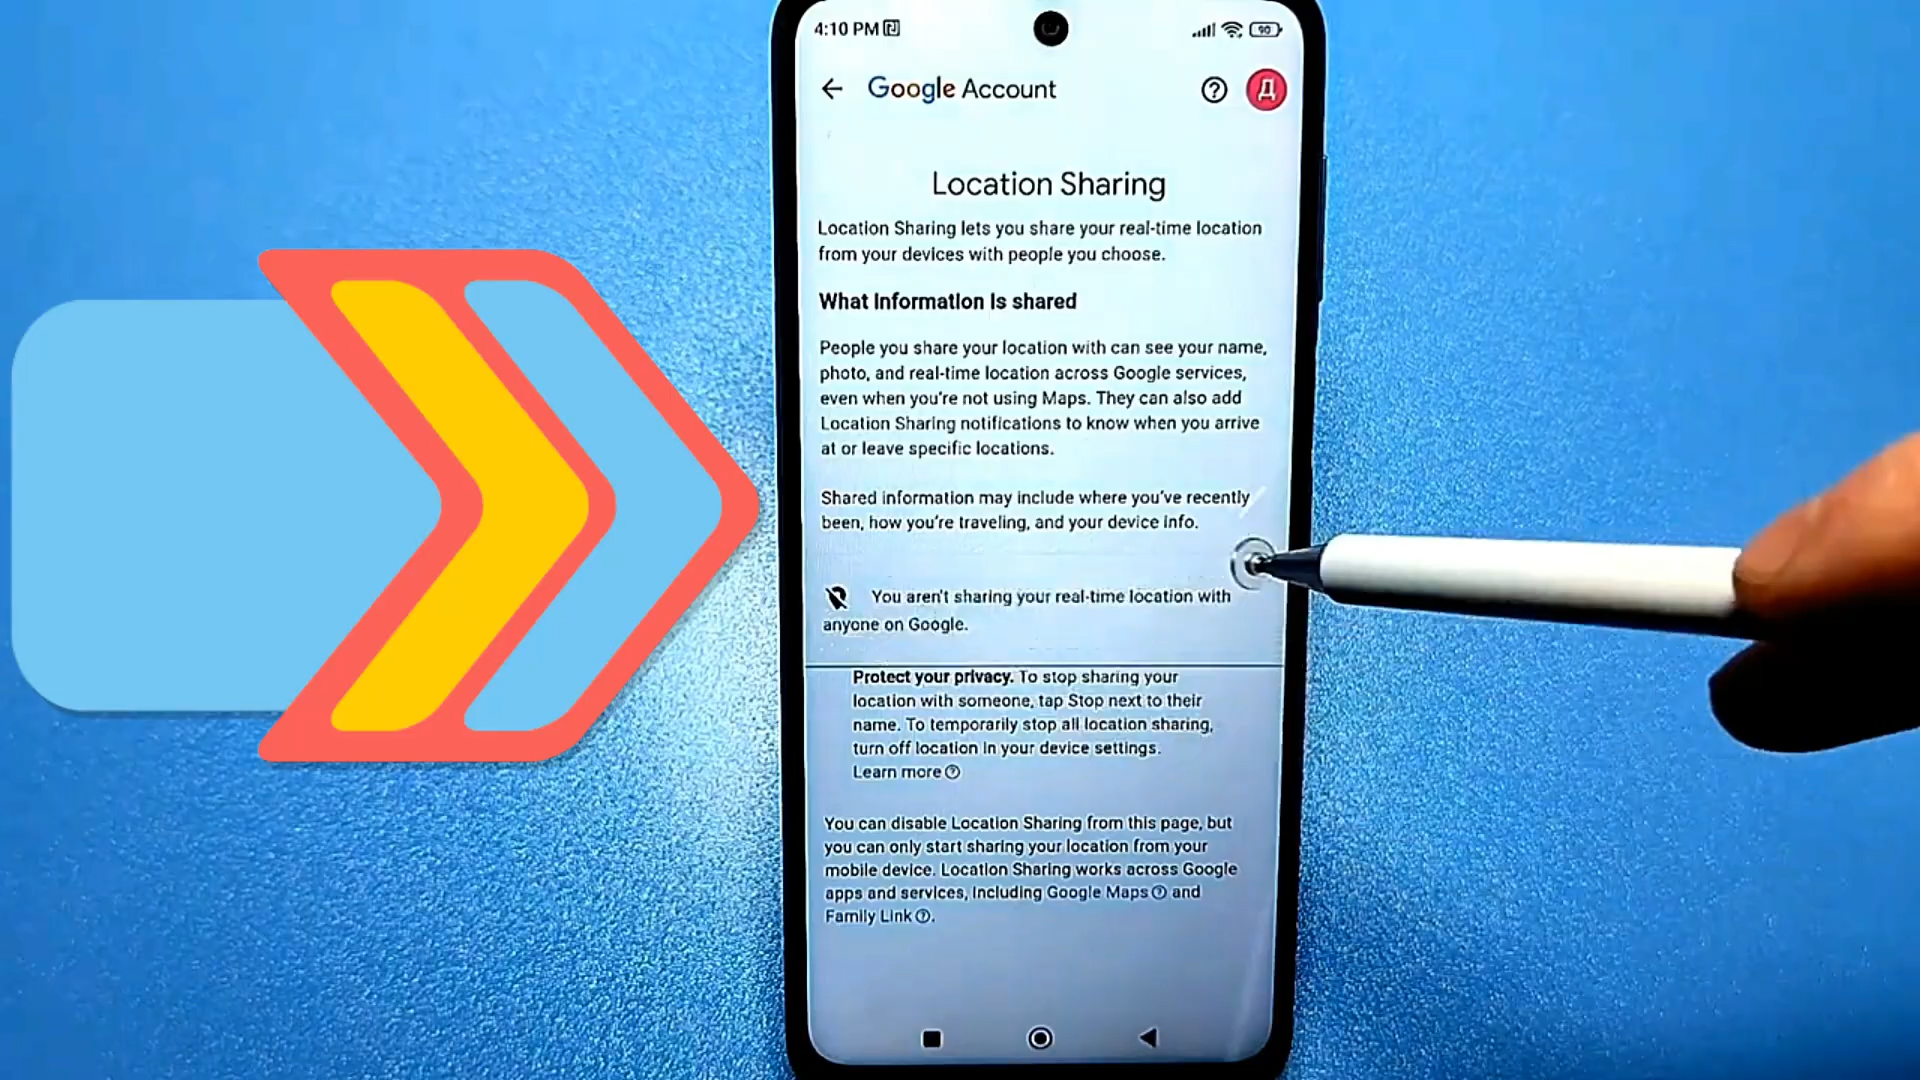 4:10 PM
90
Google Account
Д
Location Sharing
Location Sharing lets you share your real-time location
from your devices with people you choose.
What information is shared
People you share your location with can see your name,
photo, and real-time location across Google services,
even when you're not using Maps. They can also add
Location Sharing notifications to know when you arrive
at or leave specific locations.
Shared information may include where you've recently
been, how you're traveling, and your device info.
You aren't sharing your real-time location with
anyone on Google.
Protect your privacy. To stop sharing your
location with someone, tap Stop next to their
name. To temporarily stop all location sharing,
turn off location in your device settings.
Learn more
You can disable Location Sharing from this page, but
you can only start sharing your location from your
mobile device. Location Sharing works across Google
apps and services, including Google Maps and
Family Link.